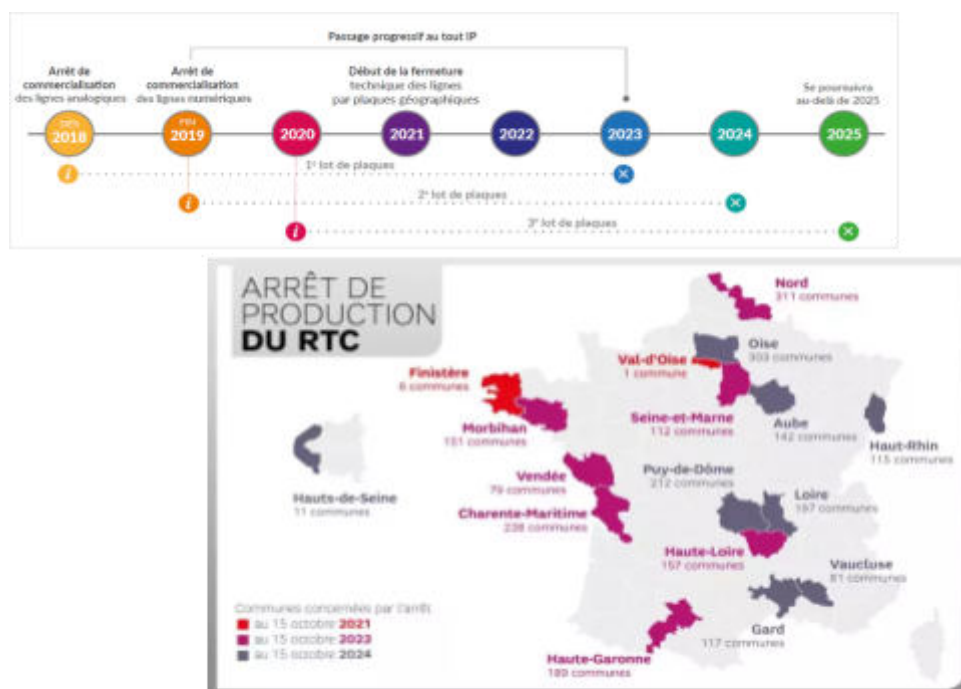 Passage progressif au tout IP
Arrêt de
commercialisation
des lignes analogiques
Arrêt de
commercialisation
des lignes numériques
Début de la fermeture
technique des lignes
par plaques géographiques
Se poursuivra
au-delà de 2025
2018
FIN
2019
2020
2021
2022
2023
2024
2025
1er lot de plaques
2e lot de plaques
3e lot de plaques
ARRÊT DE
PRODUCTION
DU RTC
Nord
311 communes
Oise
303 communes
Val-d'Oise
1 commune
Finistère
6 communes
Seine-et-Marne
112 communes
Aube
142 communes
Haut-Rhin
115 communes
Morbihan
151 communes
Hauts-de-Seine
11 communes
Vendée
79 communes
Puy-de-Dôme
212 communes
Loire
197 communes
Charente-Maritime
238 communes
Haute-Loire
157 communes
Vaucluse
81 communes
Gard
117 communes
Haute-Garonne
189 communes
Communes concernées par l'arrêt
au 15 octobre 2021
au 15 octobre 2023
au 15 octobre 2024